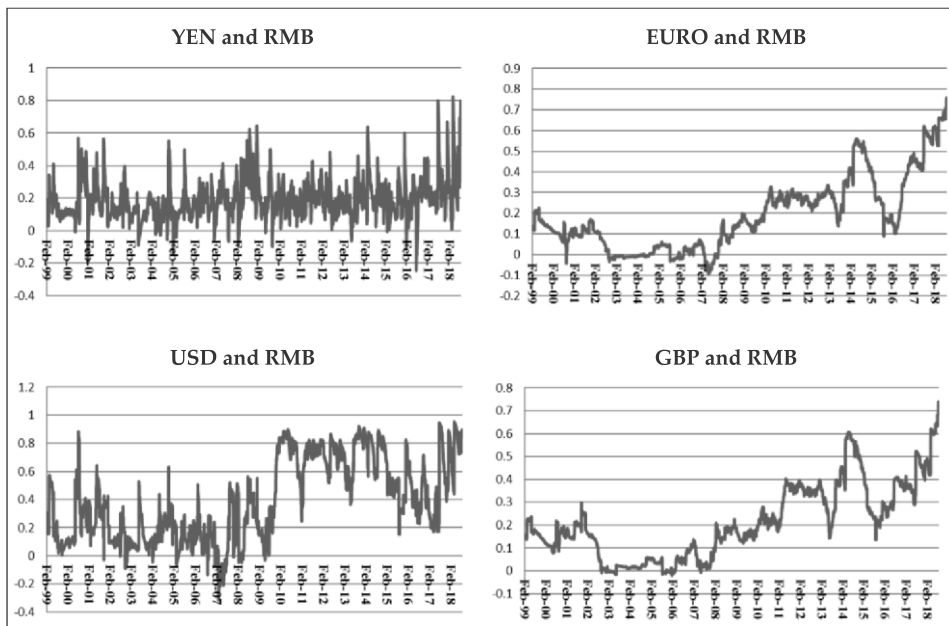 YEN and RMB
1
0.8
0.6
0.4
0.2
0
-0.2
-0.4
Feb-99
Feb-00
Feb-01
Feb-02
Feb-03
Feb-04
Feb-05
Feb-06
Feb-07
Feb-08
Feb-09
Feb-10
Feb-11
Feb-12
Feb-13
Feb-14
Feb-15
Feb-16
Feb-17
Feb-18
EURO and RMB
0.9
0.8
0.7
0.6
0.5
0.4
0.3
0.2
0.1
0
-0.1
-0.2
Feb-99
Feb-00
Feb-01
Feb-02
Feb-03
Feb-04
Feb-05
Feb-06
Feb-07
Feb-08
Feb-09
Feb-10
Feb-11
Feb-12
Feb-13
Feb-14
Feb-15
Feb-16
Feb-17
Feb-18
USD and RMB
1.2
1
0.8
0.6
0.4
0.2
0
-0.2
-0.4
Feb-99
Feb-00
Feb-01
Feb-02
Feb-03
Feb-04
Feb-05
Feb-06
Feb-07
Feb-08
Feb-09
Feb-10
Feb-11
Feb-12
Feb-13
Feb-14
Feb-15
Feb-16
Feb-17
Feb-18
GBP and RMB
0.8
0.7
0.6
0.5
0.4
0.3
0.2
0.1
0
-0.1
Feb-99
Feb-00
Feb-01
Feb-02
Feb-03
Feb-04
Feb-05
Feb-06
Feb-07
Feb-08
Feb-09
Feb-10
Feb-11
Feb-12
Feb-13
Feb-14
Feb-15
Feb-16
Feb-17
Feb-18